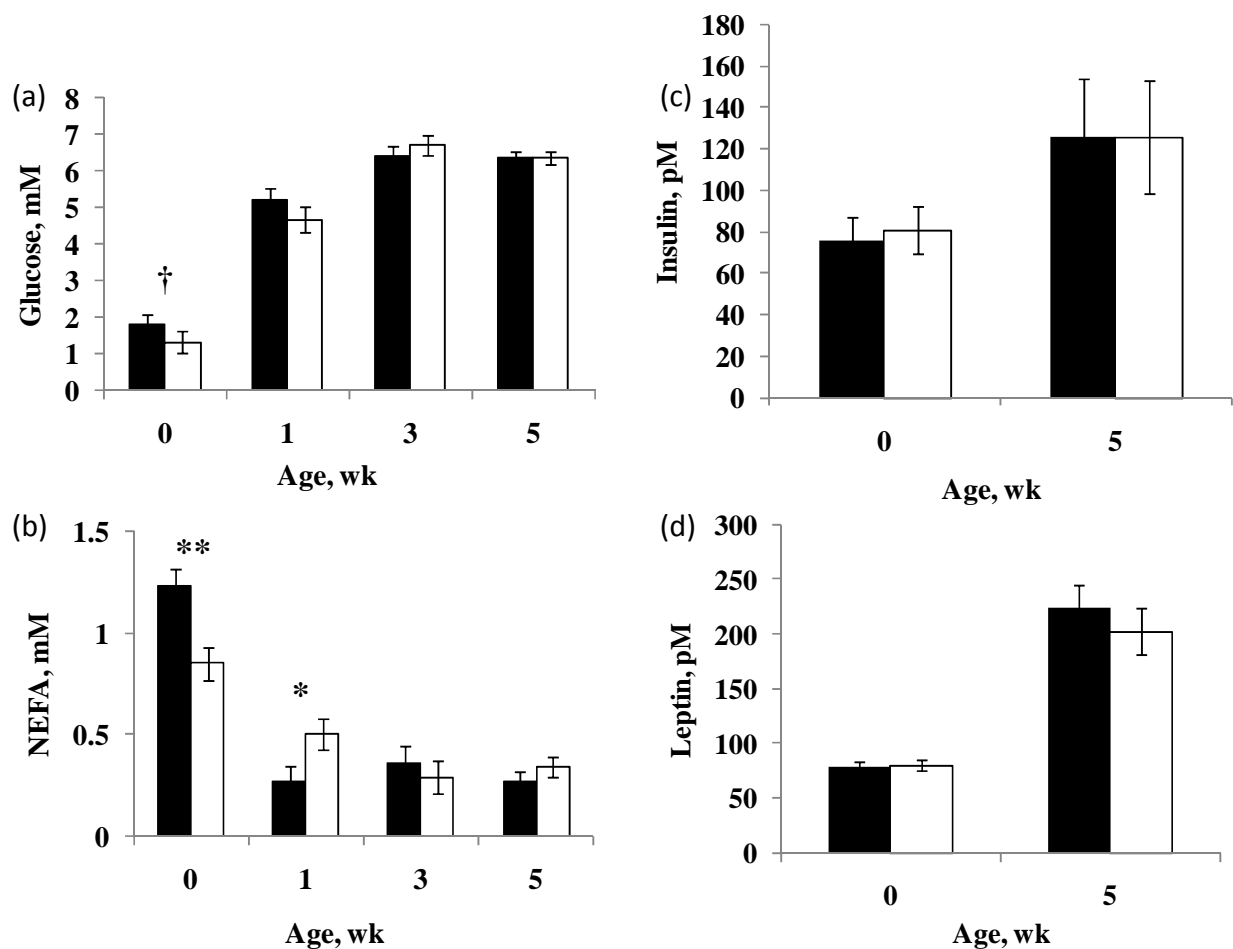 (a)
Glucose, mM
8
7
6
5
4
3
2
1
0
†
0 1 3 5
Age, wk
(b)
NEFA, mM
1.5
1
0.5
0
**
*
0 1 3 5
Age, wk
(c)
Insulin, pM
180
160
140
120
100
80
60
40
20
0
0 5
Age, wk
(d)
Leptin, pM
300
250
200
150
100
50
0
0 5
Age, wk